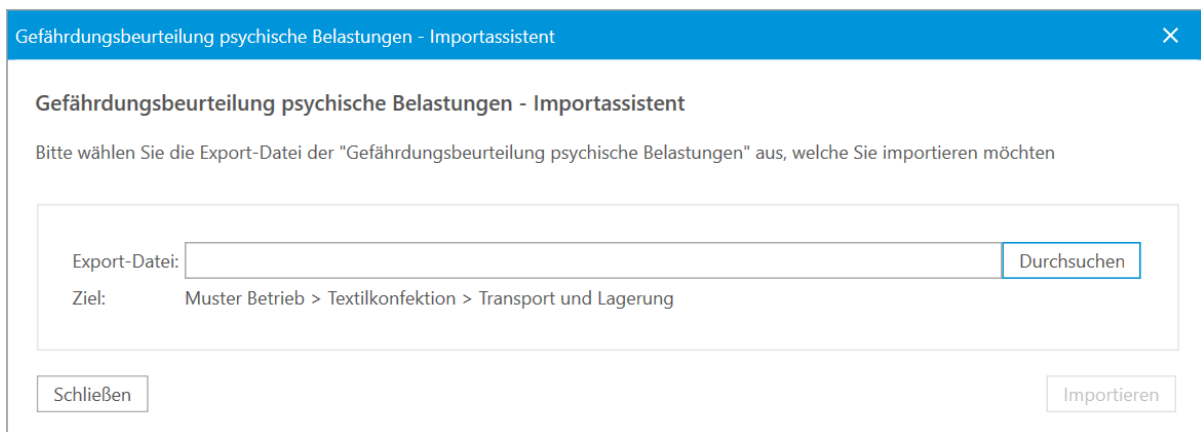 Gefährdungsbeurteilung psychische Belastungen - Importassistent
Gefährdungsbeurteilung psychische Belastungen - Importassistent
Bitte wählen Sie die Export-Datei der "Gefährdungsbeurteilung psychische Belastungen" aus, welche Sie importieren möchten
Export-Datei: Durchsuchen
Ziel: Muster Betrieb > Textilkonfektion > Transport und Lagerung
Schließen Importieren